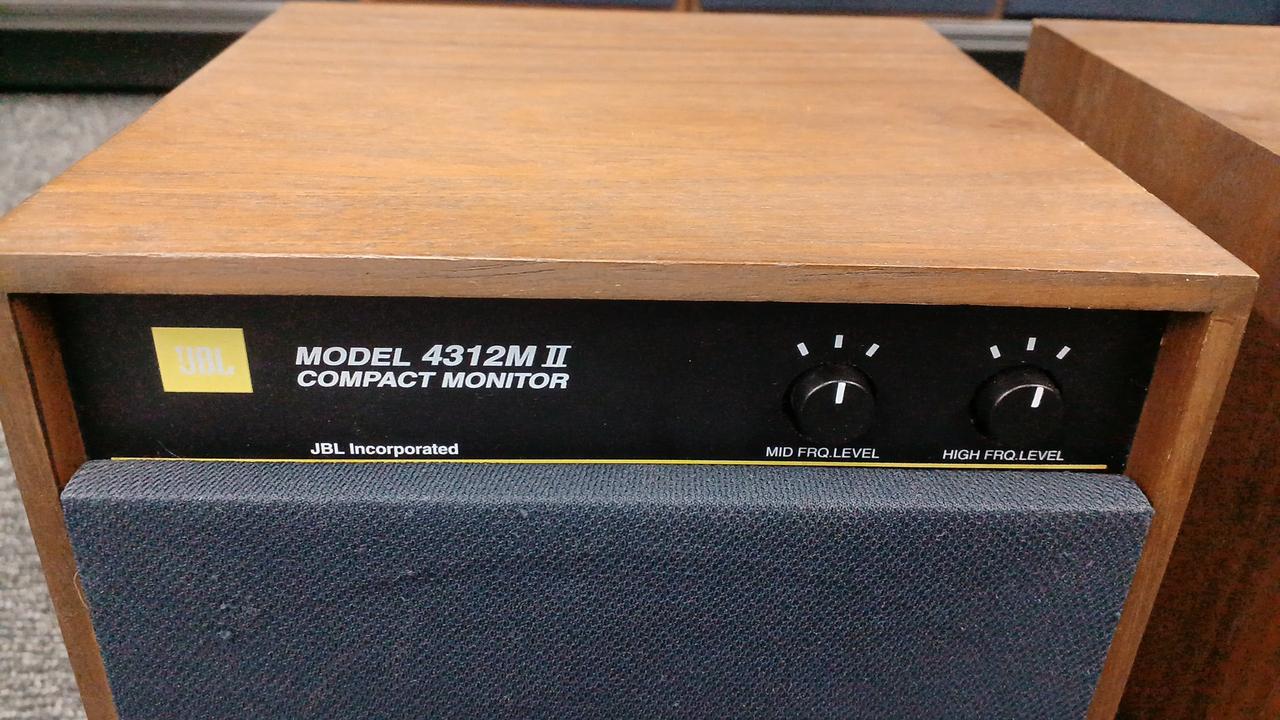 JBL
MODEL 4312M II
COMPACT MONITOR
JBL Incorporated
MID FRQ.LEVEL
HIGH FRQ.LEVEL